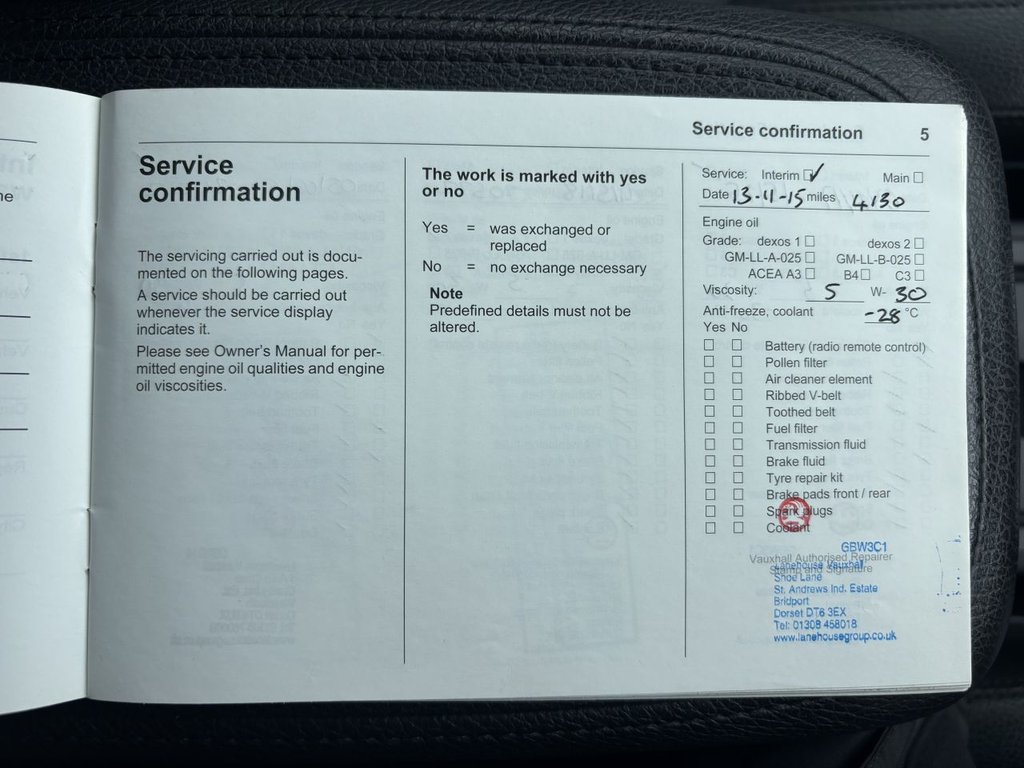 Service confirmation 5
Service
confirmation
The servicing carried out is docu-
mented on the following pages.
A service should be carried out
whenever the service display
indicates it.
Please see Owner's Manual for per-
mitted engine oil qualities and engine
oil viscosities.
The work is marked with yes
or no
Yes = was exchanged or
replaced
No = no exchange necessary
Note
Predefined details must not be
altered.
Service: Interim ☑ Main ☐
Date 13-11-15 miles 4130
Engine oil
Grade: dexos 1 ☐ dexos 2 ☐
GM-LL-A-025 ☐ GM-LL-B-025 ☐
ACEA A3 ☐ B4 ☐ C3 ☐
Viscosity: 5 W- 30
Anti-freeze, coolant -28 °C
Yes No
☐ ☐ Battery (radio remote control)
☐ ☐ Pollen filter
☐ ☐ Air cleaner element
☐ ☐ Ribbed V-belt
☐ ☐ Toothed belt
☐ ☐ Fuel filter
☐ ☐ Transmission fluid
☐ ☐ Brake fluid
☐ ☐ Tyre repair kit
☐ ☐ Brake pads front / rear
☐ ☐ Spark plugs
☐ ☐ Coolant
GBW3C1
Vauxhall Authorised Repairer
Stamp and Signature
Lanehouse Vauxhall
Shoe Lane
St. Andrews Ind. Estate
Bridport
Dorset DT6 3EX
Tel: 01308 458018
www.lanehousegroup.co.uk